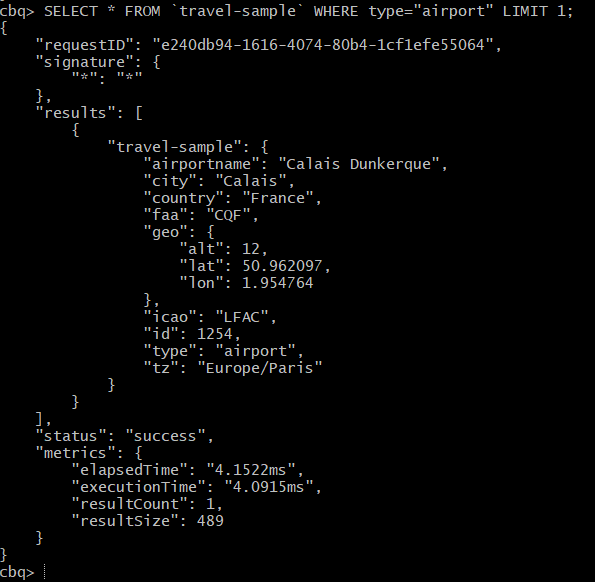 cbq> SELECT * FROM `travel-sample` WHERE type="airport" LIMIT 1;
{
    "requestID": "e240db94-1616-4074-80b4-1cf1efe55064",
    "signature": {
        "*": "*"
    },
    "results": [
        {
            "travel-sample": {
                "airportname": "Calais Dunkerque",
                "city": "Calais",
                "country": "France",
                "faa": "CQF",
                "geo": {
                    "alt": 12,
                    "lat": 50.962097,
                    "lon": 1.954764
                },
                "icao": "LFAC",
                "id": 1254,
                "type": "airport",
                "tz": "Europe/Paris"
            }
        }
    ],
    "status": "success",
    "metrics": {
        "elapsedTime": "4.1522ms",
        "executionTime": "4.0915ms",
        "resultCount": 1,
        "resultSize": 489
    }
}
cbq>